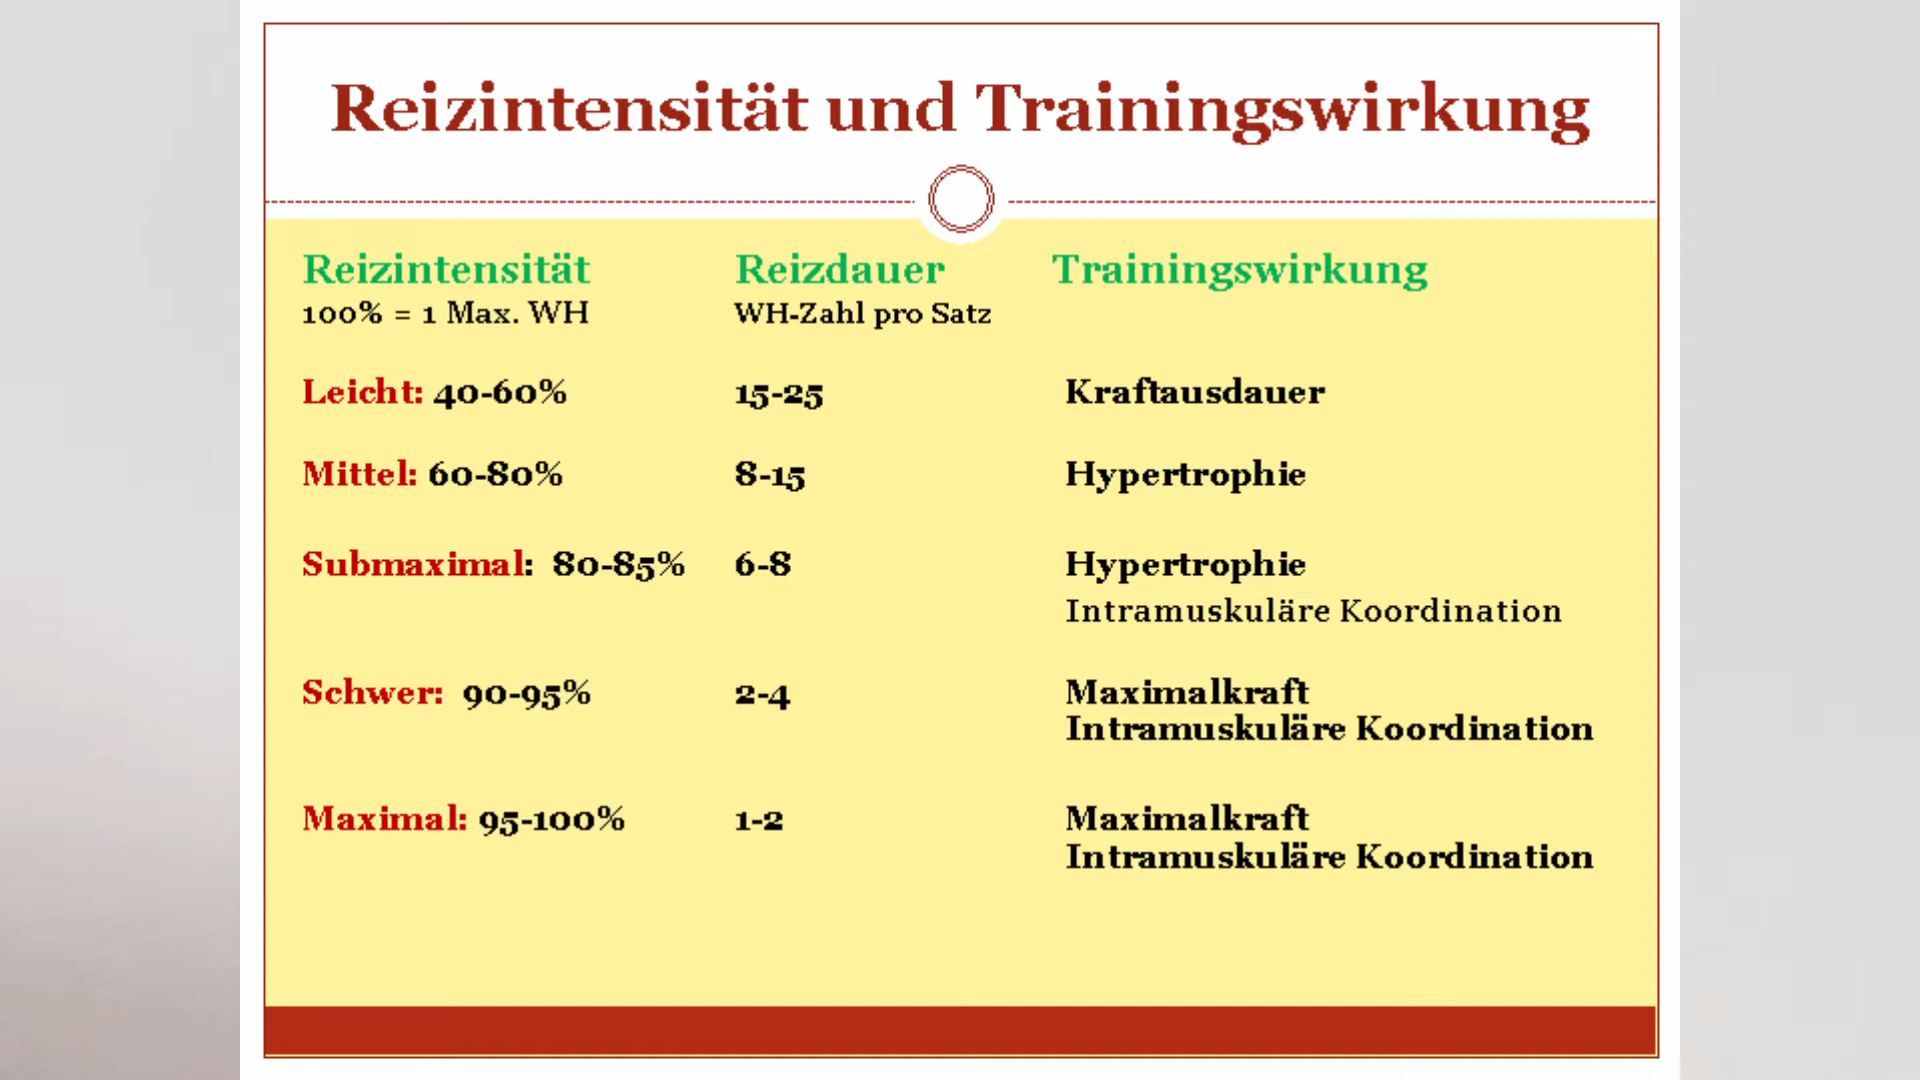 Reizintensität und Trainingswirkung
Reizintensität Reizdauer Trainingswirkung
100% = 1 Max. WH WH-Zahl pro Satz
Leicht: 40-60% 15-25 Kraftausdauer
Mittel: 60-80% 8-15 Hypertrophie
Submaximal: 80-85% 6-8 Hypertrophie
Intramuskuläre Koordination
Schwer: 90-95% 2-4 Maximalkraft
Intramuskuläre Koordination
Maximal: 95-100% 1-2 Maximalkraft
Intramuskuläre Koordination